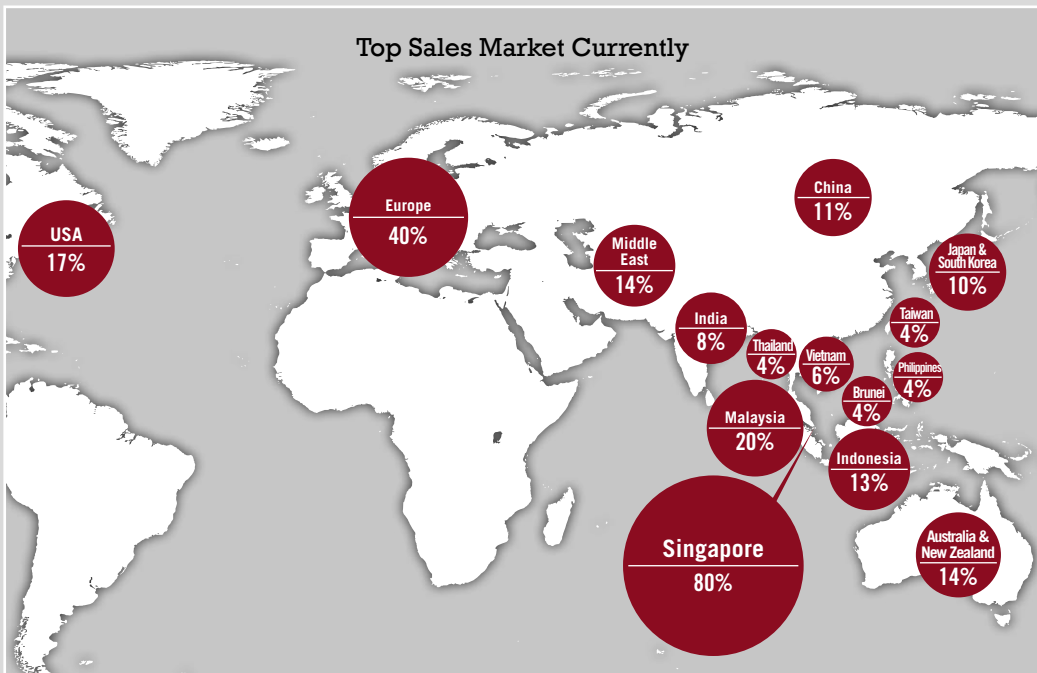 Top Sales Market Currently
USA
17%
Europe
40%
Middle
East
14%
China
11%
Japan &
South Korea
10%
India
8%
Thailand
4%
Vietnam
6%
Taiwan
4%
Philippines
4%
Brunei
4%
Malaysia
20%
Indonesia
13%
Singapore
80%
Australia &
New Zealand
14%